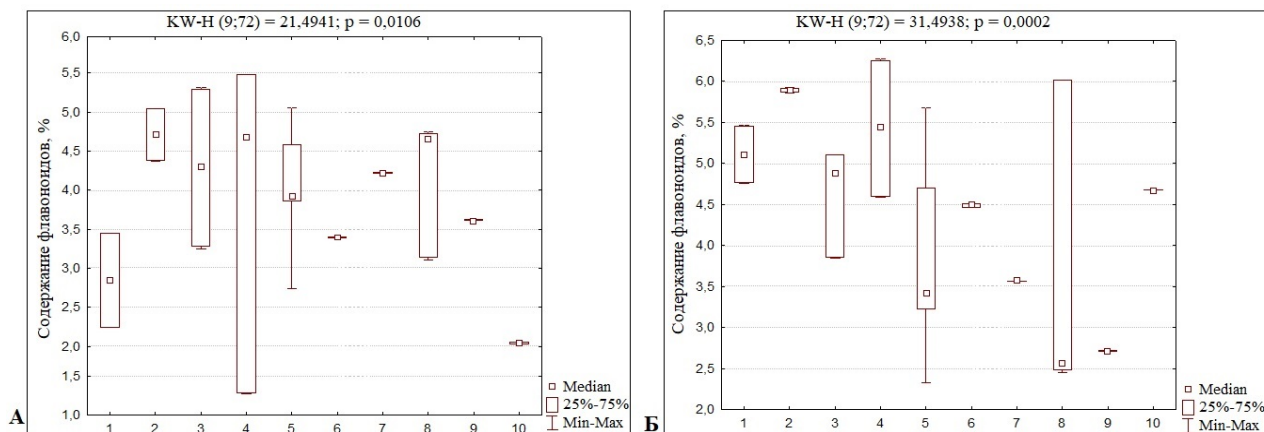 KW-H (9;72) = 21,4941; p = 0,0106
Содержание флавоноидов, %
6,0
5,5
5,0
4,5
4,0
3,5
3,0
2,5
2,0
1,5
1,0
1 2 3 4 5 6 7 8 9 10
Median
25%-75%
Min-Max
А
KW-H (9;72) = 31,4938; p = 0,0002
Содержание флавоноидов, %
6,5
6,0
5,5
5,0
4,5
4,0
3,5
3,0
2,5
2,0
1 2 3 4 5 6 7 8 9 10
Median
25%-75%
Min-Max
Б